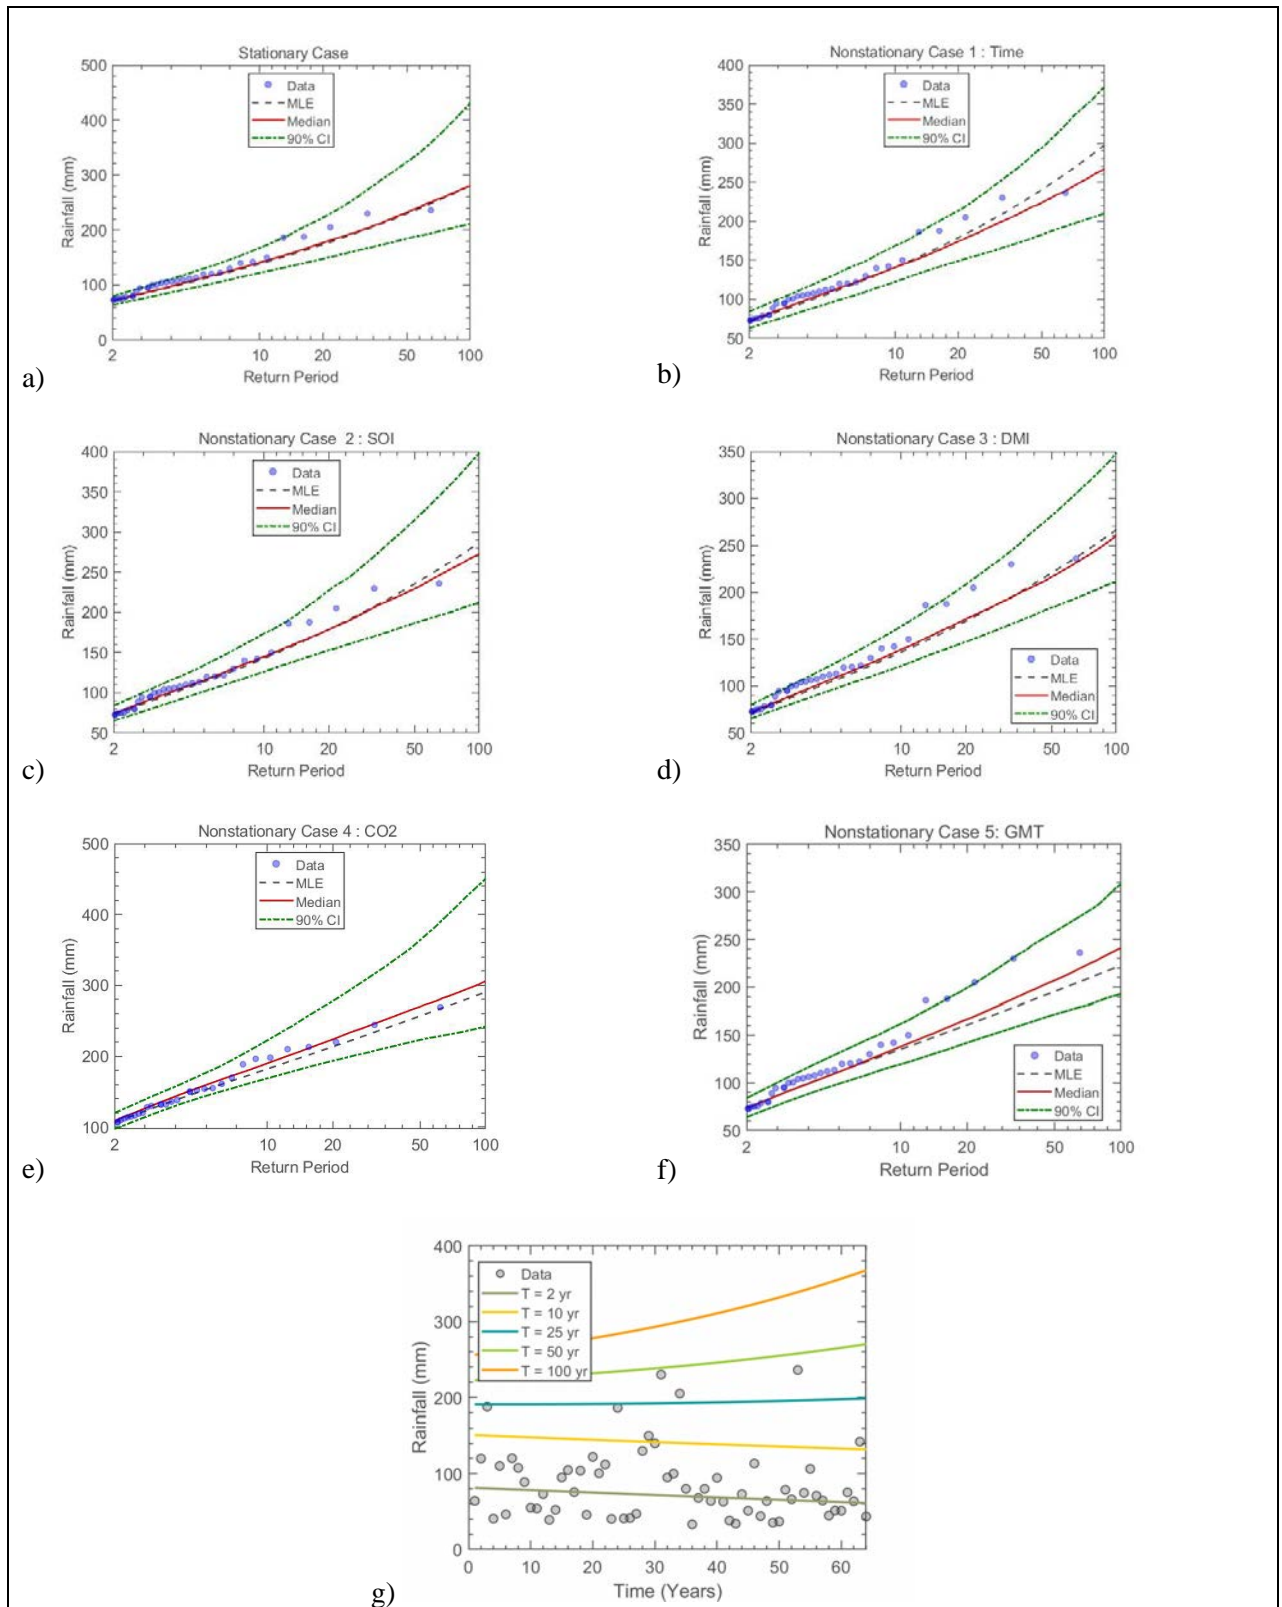 Stationary Case
500
400
300
200
100
0
Rainfall (mm)
Data
MLE
Median
90% CI
2
10
20
50
100
Return Period
a)
Nonstationary Case 1 : Time
400
350
300
250
200
150
100
50
Rainfall (mm)
Data
MLE
Median
90% CI
2
10
20
50
100
Return Period
b)
Nonstationary Case 2 : SOI
400
350
300
250
200
150
100
50
Rainfall (mm)
Data
MLE
Median
90% CI
2
10
20
50
100
Return Period
c)
Nonstationary Case 3 : DMI
350
300
250
200
150
100
50
Rainfall (mm)
Data
MLE
Median
90% CI
2
10
20
50
100
Return Period
d)
Nonstationary Case 4 : CO2
500
400
300
200
100
Rainfall (mm)
Data
MLE
Median
90% CI
2
10
20
50
100
Return Period
e)
Nonstationary Case 5: GMT
350
300
250
200
150
100
50
Rainfall (mm)
Data
MLE
Median
90% CI
2
10
20
50
100
Return Period
f)
400
300
200
100
0
Rainfall (mm)
Data
T = 2 yr
T = 10 yr
T = 25 yr
T = 50 yr
T = 100 yr
0
10
20
30
40
50
60
Time (Years)
g)